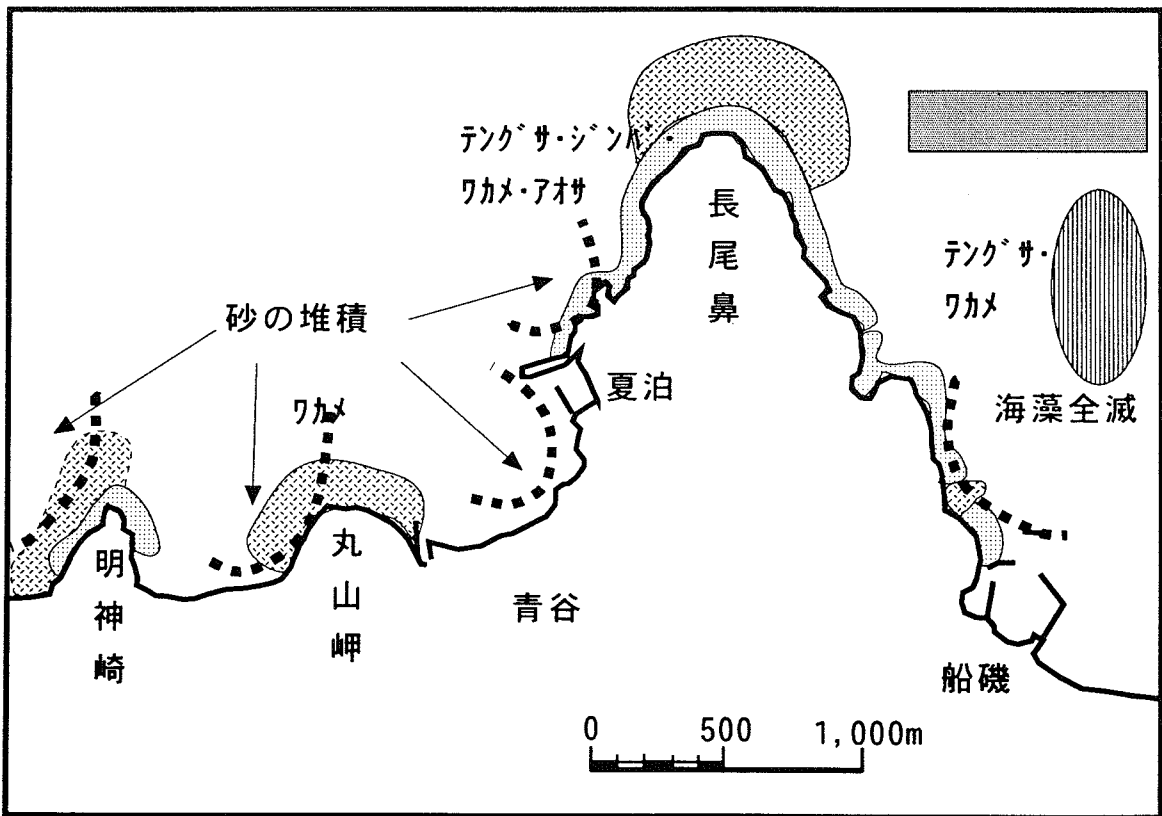 テングサ・ジンバ・
ワカメ・アオサ
長尾鼻
テングサ・
ワカメ
砂の堆積
夏泊
海藻全滅
ワカメ
明神崎
丸山岬
青谷
船磯
0 500 1,000m